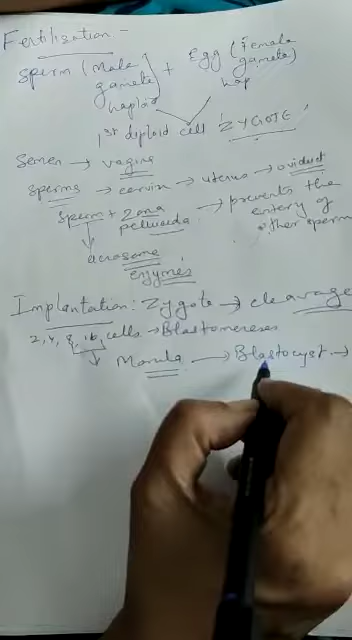 Fertilization -
Sperm (Male gamete) + Egg (Female gamete)
haploid hap
1st diploid cell 'ZYGOTE'
Semen → vagina
Sperms → cervix → uterus → oviduct
Sperm + Zona pellucida → prevents the entery of other sperm
acrosome
enzymes
Implantation: Zygote → cleavage
2, 4, 8, 16, cells → Blastomeres
Morula → Blastocyst →